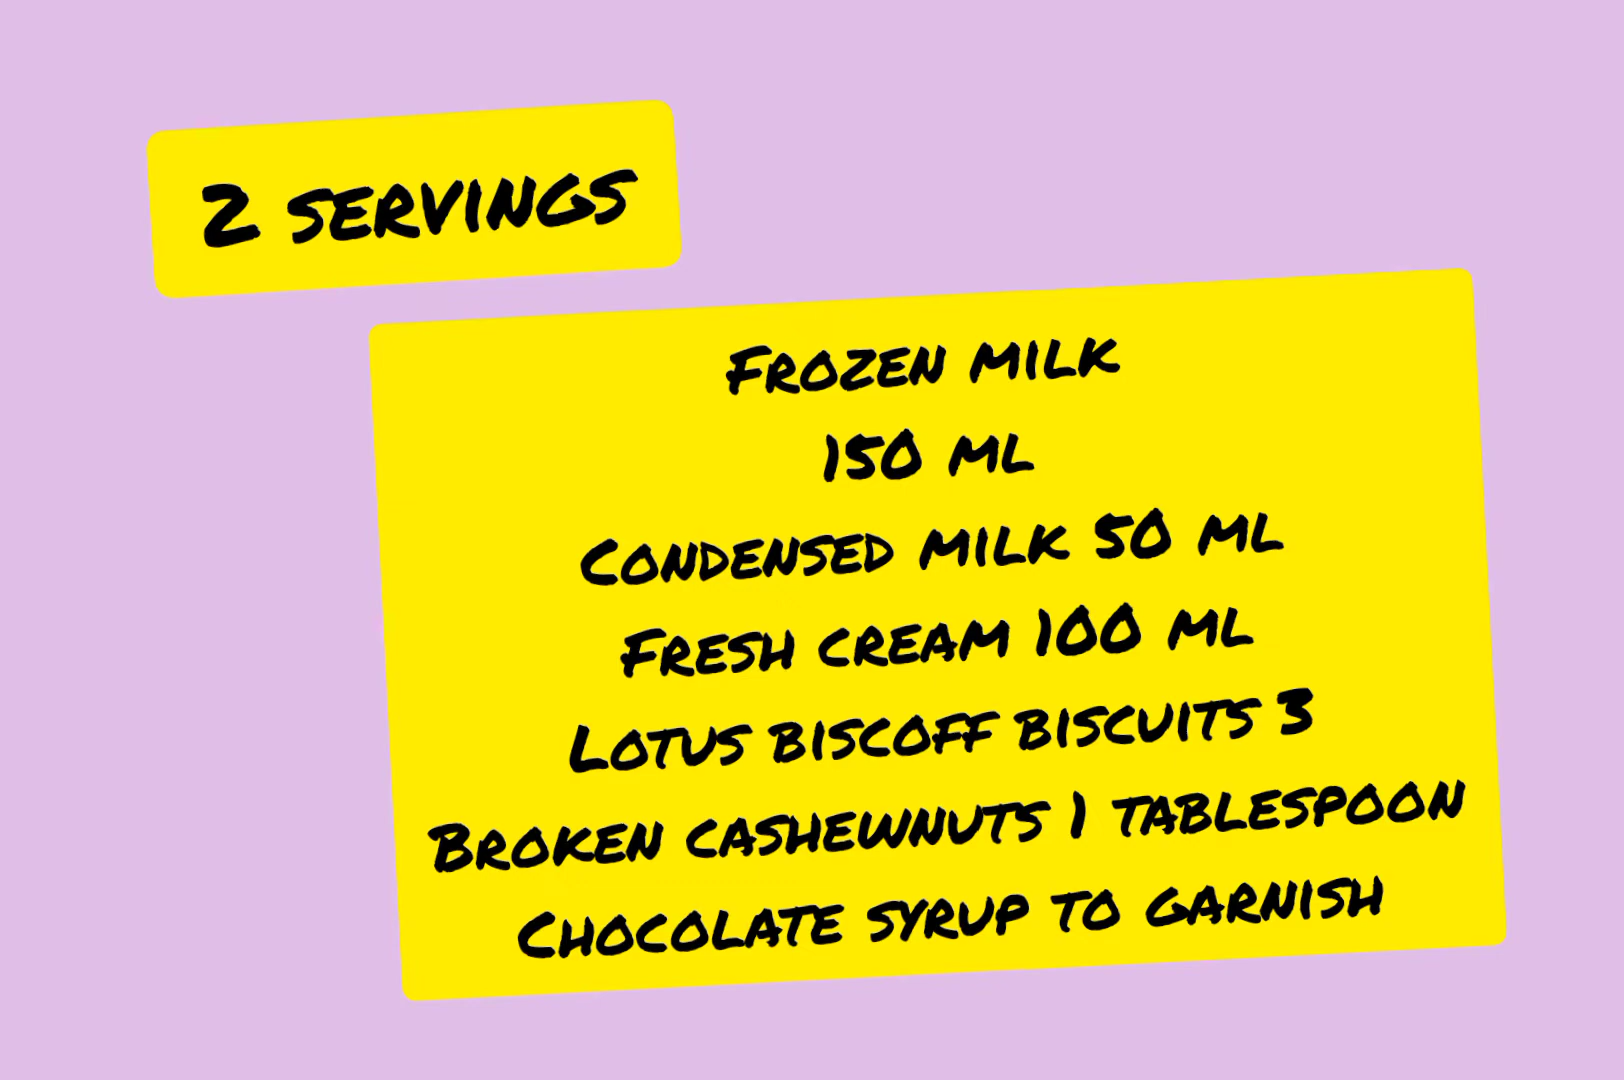 2 servings
Frozen milk
150 ml
Condensed milk 50 ml
Fresh cream 100 ml
Lotus biscoff biscuits 3
Broken cashewnuts 1 tablespoon
Chocolate syrup to garnish